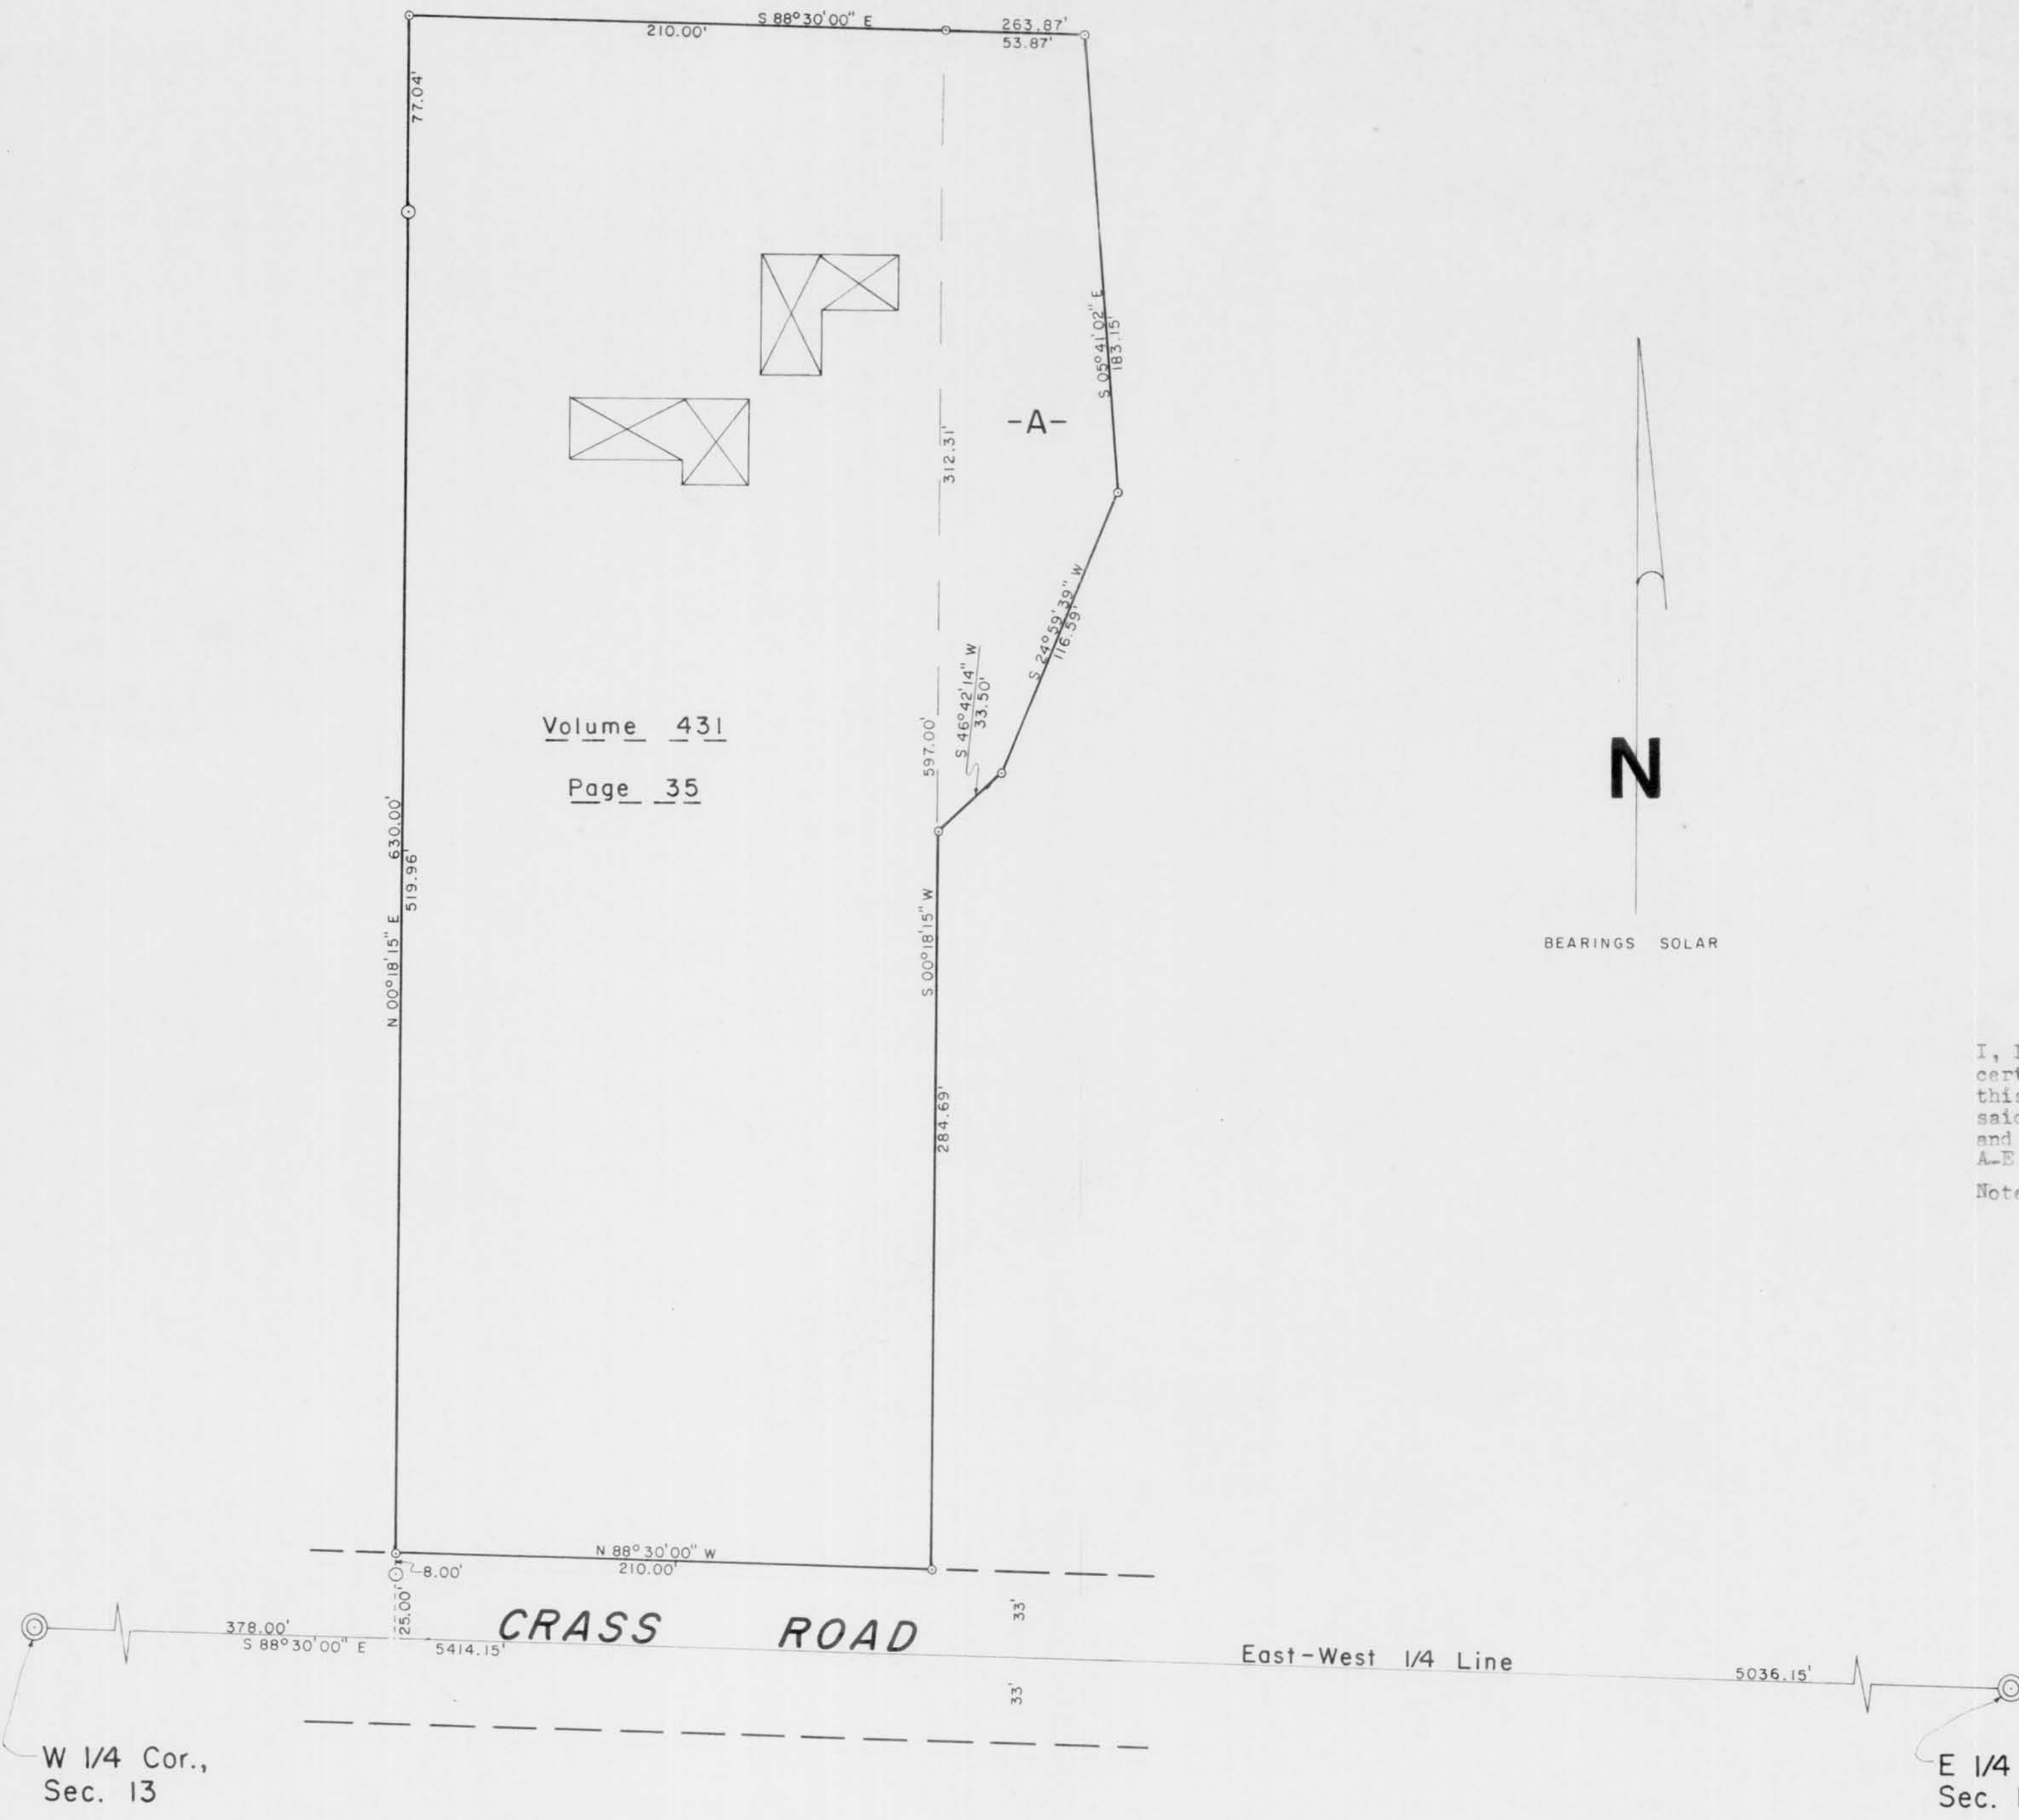 S 88°30'00" E
210.00'
263.87'
53.87'
77.04'
S 05°41'02" E
183.15'
-A-
312.31'
S 24°59'39" W
116.59'
S 46°42'14" W
33.50'
597.00'
Volume 431
Page 35
630.00'
519.96'
N 00°18'15" E
S 00°18'15" W
284.69'
N
BEARINGS SOLAR
I,
this
and
A-E
N 88°30'00" W
210.00'
8.00'
25.00'
33'
CRASS ROAD
378.00'
S 88°30'00" E
5414.15'
East-West 1/4 Line
5036.15'
33'
W 1/4 Cor.,
Sec. 13
E 1/4
Sec.